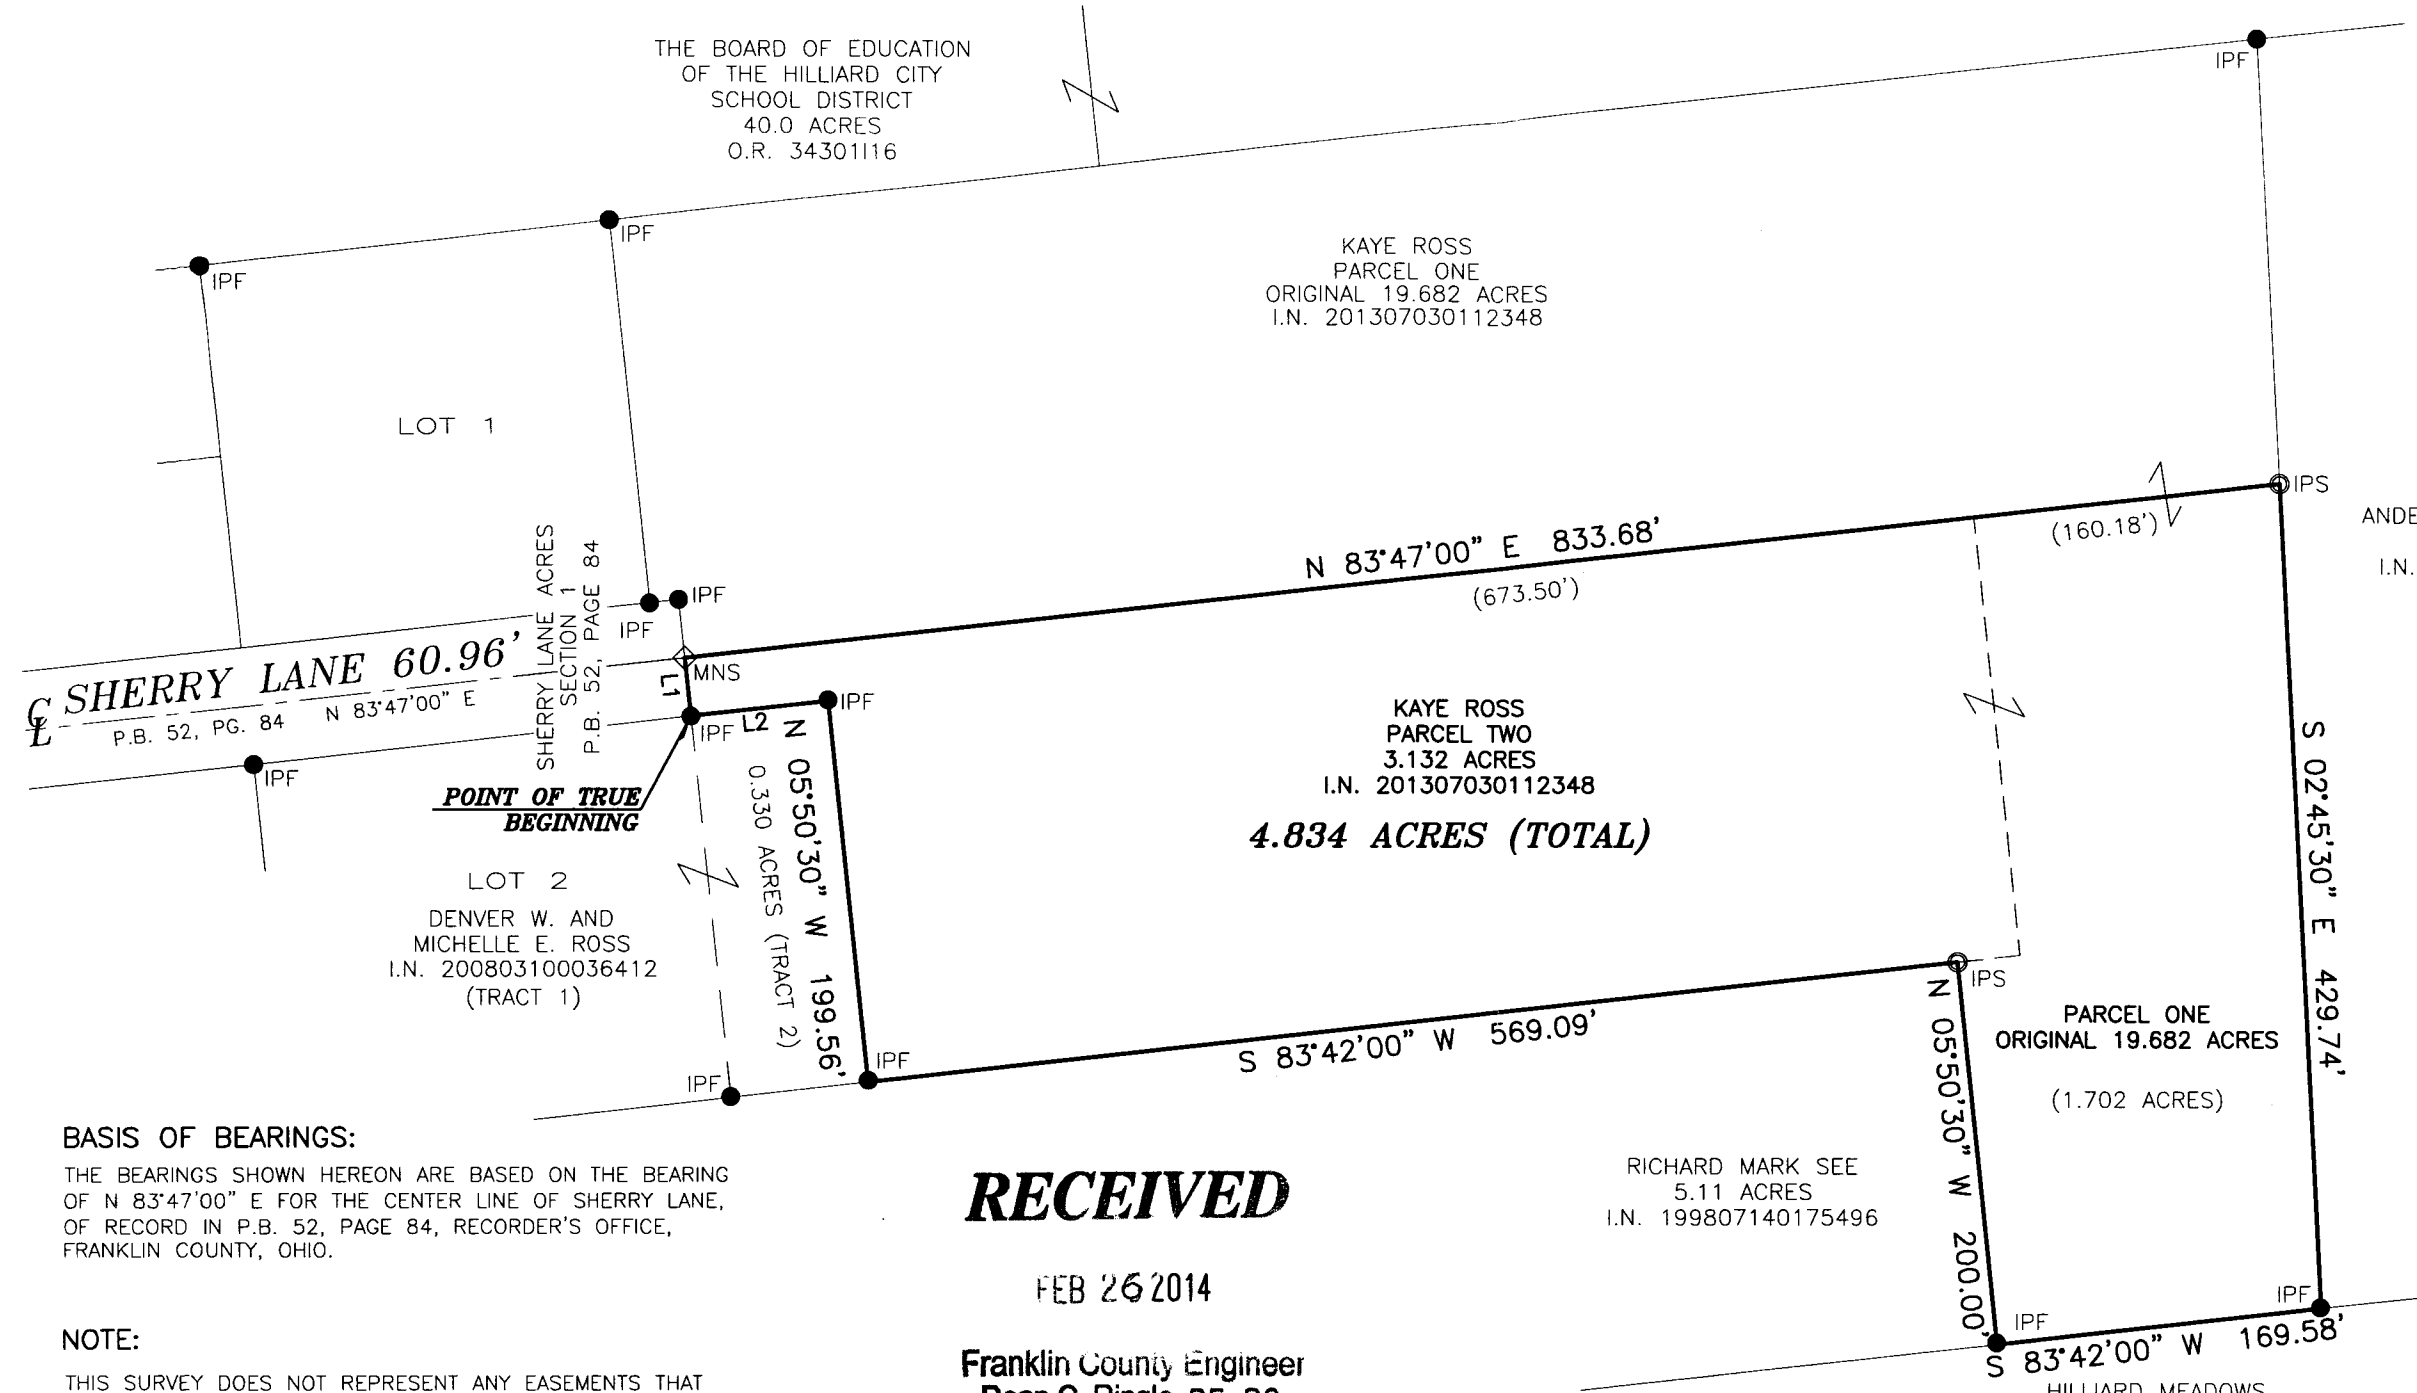 THE BOARD OF EDUCATION
OF THE HILLIARD CITY
SCHOOL DISTRICT
40.0 ACRES
O.R. 34301I16
IPF
IPF
IPF
KAYE ROSS
PARCEL ONE
ORIGINAL 19.682 ACRES
I.N. 201307030112348
LOT 1
IPS
ANDE
I.N.
N 83°47'00" E 833.68'
(673.50')
(160.18')
SHERRY LANE ACRES
SECTION 1
P.B. 52, PAGE 84
IPF
IPF
MNS
℄ SHERRY LANE 60.96'
P.B. 52, PG. 84 N 83°47'00" E
L1
L2
IPF
IPF
IPF
POINT OF TRUE
BEGINNING
N 05°50'30" W 199.56'
0.330 ACRES (TRACT 2)
KAYE ROSS
PARCEL TWO
3.132 ACRES
I.N. 201307030112348
4.834 ACRES (TOTAL)
S 02°45'30" E 429.74'
LOT 2
DENVER W. AND
MICHELLE E. ROSS
I.N. 200803100036412
(TRACT 1)
IPF
IPF
S 83°42'00" W 569.09'
IPS
N 05°50'30" W 200.00'
PARCEL ONE
ORIGINAL 19.682 ACRES
(1.702 ACRES)
RICHARD MARK SEE
5.11 ACRES
I.N. 199807140175496
IPF
IPF
S 83°42'00" W 169.58'
HILLIARD MEADOWS
BASIS OF BEARINGS:
THE BEARINGS SHOWN HEREON ARE BASED ON THE BEARING
OF N 83°47'00" E FOR THE CENTER LINE OF SHERRY LANE,
OF RECORD IN P.B. 52, PAGE 84, RECORDER'S OFFICE,
FRANKLIN COUNTY, OHIO.
NOTE:
THIS SURVEY DOES NOT REPRESENT ANY EASEMENTS THAT
RECEIVED
FEB 26 2014
Franklin County Engineer
Dean C. Ringle, PE, PS